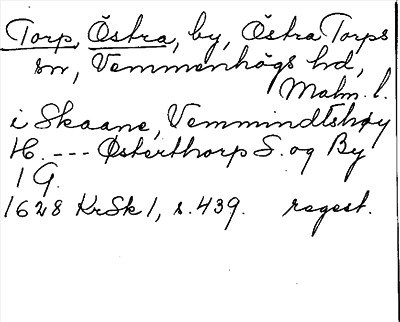 Torp, Östra, by, Östra Torps
sn, Vemmenhögs hd,
Malm. l.
i Skaane, Vemmindtshøy
H. --- Østerthorp S. og By
1 G.
1628 KrSk 1, s. 439. regest.